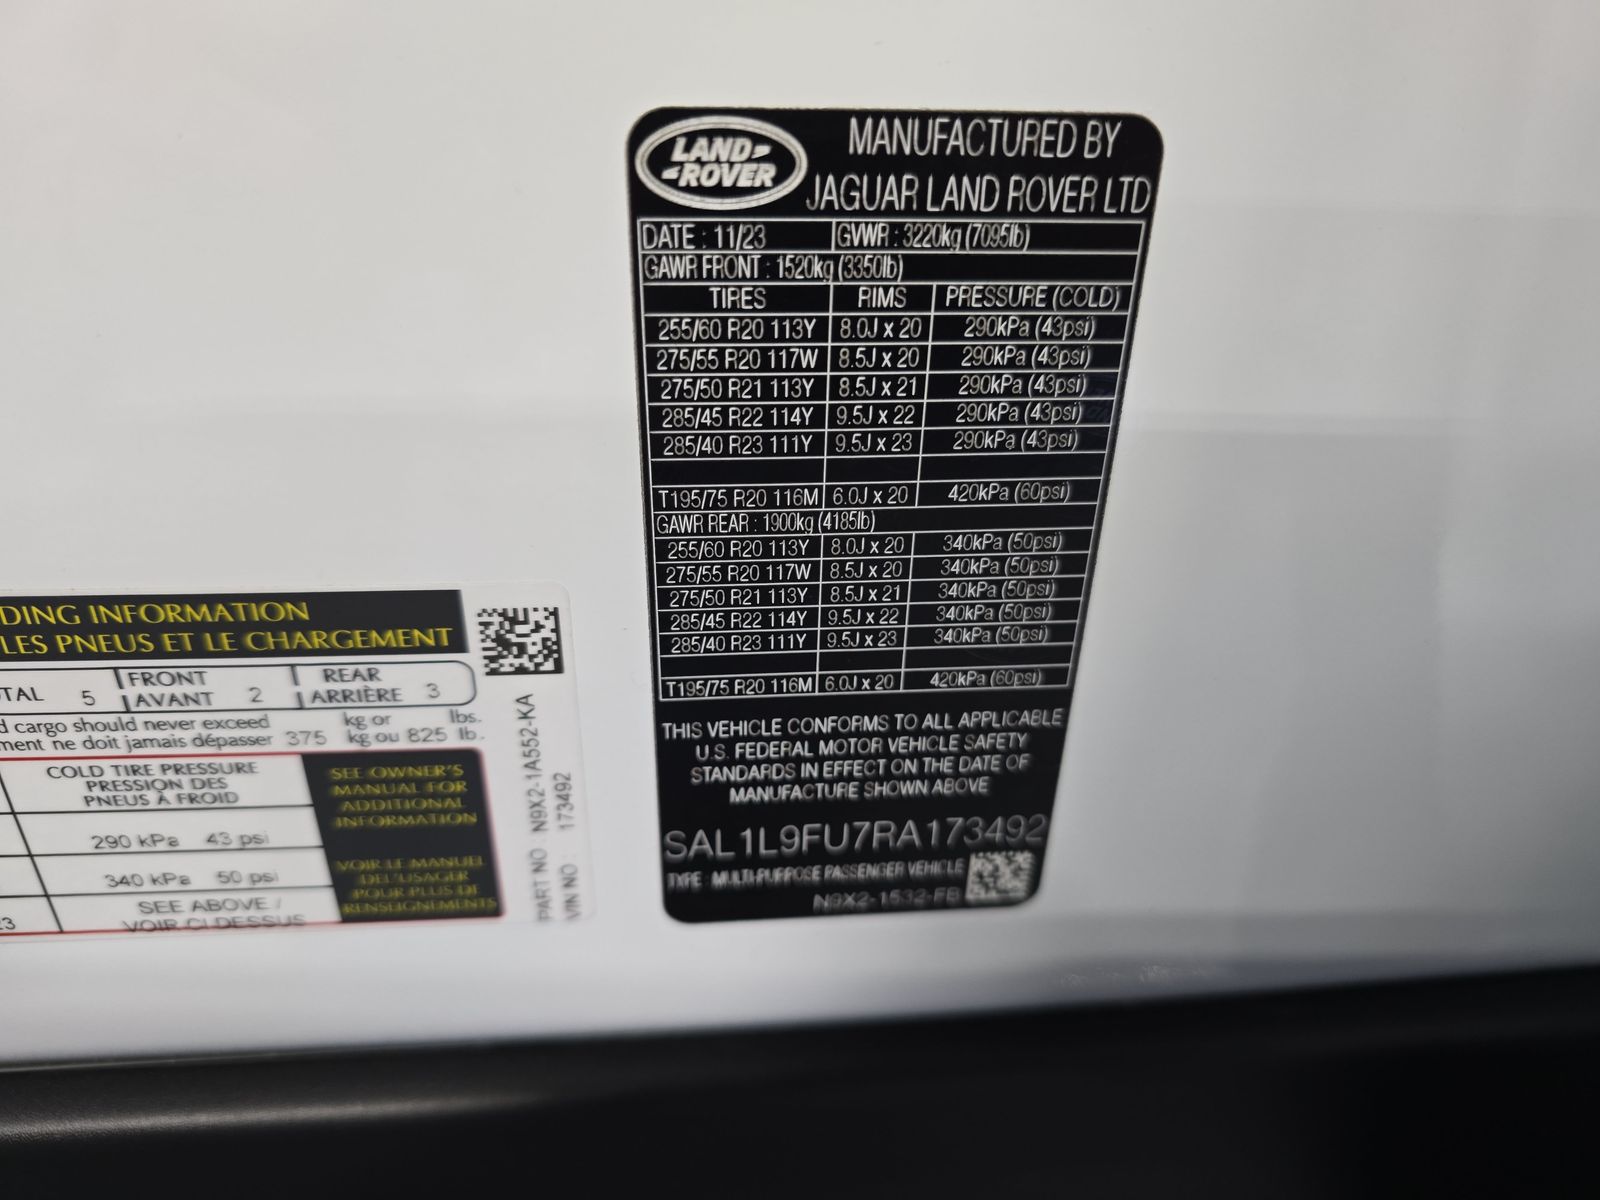 LAND
ROVER
MANUFACTURED BY
JAGUAR LAND ROVER LTD
DATE : 11/23 GVWR : 3220kg (7095lb)
GAWR FRONT : 1520kg (3350lb)
TIRES RIMS PRESSURE (COLD)
255/60 R20 113Y 8.0J x 20 290kPa (43psi)
275/55 R20 117W 8.5J x 20 290kPa (43psi)
275/50 R21 113Y 8.5J x 21 290kPa (43psi)
285/45 R22 114Y 9.5J x 22 290kPa (43psi)
285/40 R23 111Y 9.5J x 23 290kPa (43psi)
T195/75 R20 116M 6.0J x 20 420kPa (60psi)
GAWR REAR : 1900kg (4185lb)
255/60 R20 113Y 8.0J x 20 340kPa (50psi)
275/55 R20 117W 8.5J x 20 340kPa (50psi)
275/50 R21 113Y 8.5J x 21 340kPa (50psi)
285/45 R22 114Y 9.5J x 22 340kPa (50psi)
285/40 R23 111Y 9.5J x 23 340kPa (50psi)
T195/75 R20 116M 6.0J x 20 420kPa (60psi)
THIS VEHICLE CONFORMS TO ALL APPLICABLE
U.S. FEDERAL MOTOR VEHICLE SAFETY
STANDARDS IN EFFECT ON THE DATE OF
MANUFACTURE SHOWN ABOVE
SAL1L9FU7RA173492
TYPE : MULTI-PURPOSE PASSENGER VEHICLE
N9X2-1532-FB
DING INFORMATION
LES PNEUS ET LE CHARGEMENT
TAL 5 FRONT AVANT 2 REAR ARRIÈRE 3
d cargo should never exceed kg or lbs.
ment ne doit jamais dépasser 375 kg ou 825 lb.
COLD TIRE PRESSURE
PRESSION DES
PNEUS À FROID
290 kPa 43 psi
340 kPa 50 psi
SEE ABOVE /
VOIR CI DESSUS
23
SEE OWNER'S
MANUAL FOR
ADDITIONAL
INFORMATION
VOIR LE MANUEL
DE L'USAGER
POUR PLUS DE
RENSEIGNEMENTS
PART NO : N9X2-1A552-KA
VIN NO : 173492